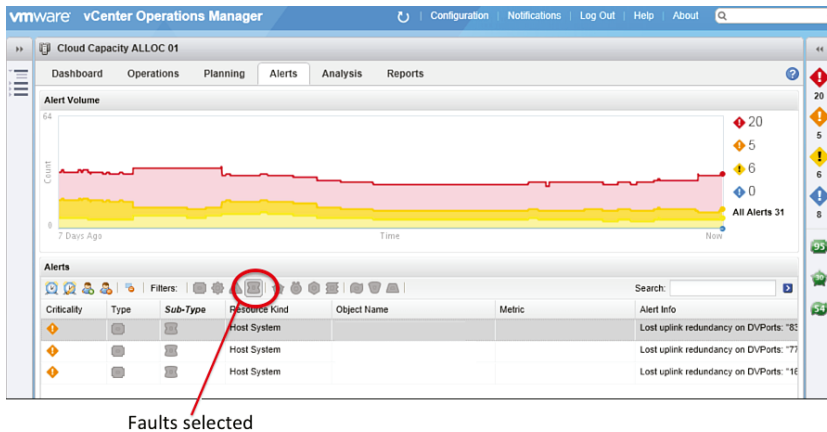 vmware vCenter Operations Manager
Configuration Notifications Log Out Help About
Cloud Capacity ALLOC 01
Dashboard Operations Planning Alerts Analysis Reports
Alert Volume
64
Count
0
7 Days Ago Time Now
20
5
6
0
All Alerts 31
20
5
6
8
95
54
Alerts
Filters: Search:
Criticality Type Sub-Type Resource Kind Object Name Metric Alert Info
Host System Lost uplink redundancy on DVPorts: "83
Host System Lost uplink redundancy on DVPorts: "77
Host System Lost uplink redundancy on DVPorts: "16
Faults selected